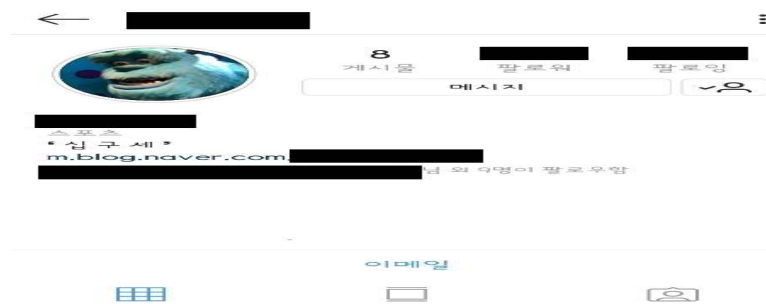 8
게시물 팔로워 팔로잉
메시지
스포츠
“십구세”
m.blog.naver.com
님 외 9명이 팔로우함
이메일